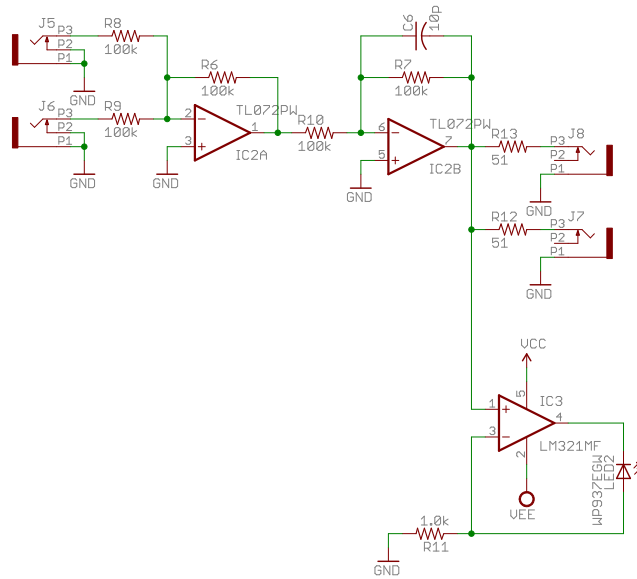 J5
P3
P2
P1
GND
R8
100k
J6
P3
P2
P1
GND
R9
100k
R6
100k
TL072PW
2
3
1
IC2A
GND
R10
100k
C6
10p
R7
100k
TL072PW
6
5
7
IC2B
GND
R13
51
J8
P3
P2
P1
GND
R12
51
J7
P3
P2
P1
GND
VCC
5
1
3
4
2
IC3
LM321MF
VEE
WP937EGW
LED2
1.0k
R11
GND